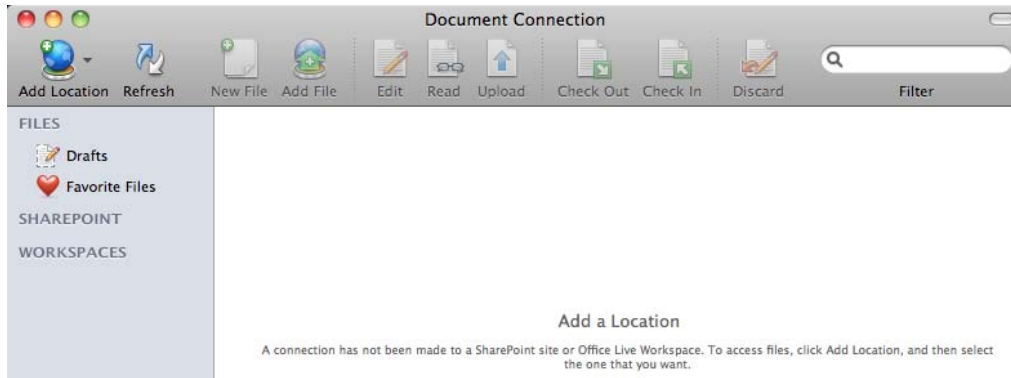 Document Connection
Add Location Refresh New File Add File Edit Read Upload Check Out Check In Discard Filter
FILES
Drafts
Favorite Files
SHAREPOINT
WORKSPACES
Add a Location
A connection has not been made to a SharePoint site or Office Live Workspace. To access files, click Add Location, and then select
the one that you want.